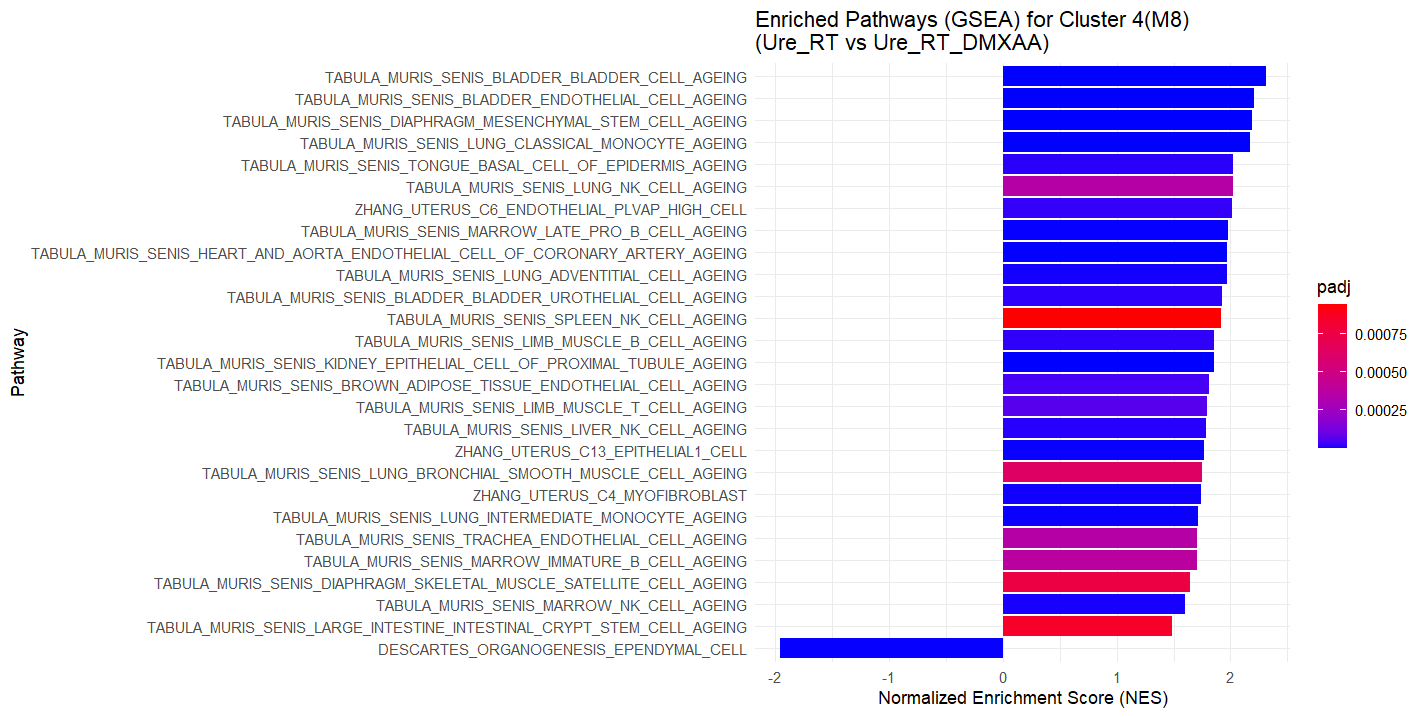 Enriched Pathways (GSEA) for Cluster 4(M8)
(Ure_RT vs Ure_RT_DMXAA)
Pathway
TABULA_MURIS_SENIS_BLADDER_BLADDER_CELL_AGEING
TABULA_MURIS_SENIS_BLADDER_ENDOTHELIAL_CELL_AGEING
TABULA_MURIS_SENIS_DIAPHRAGM_MESENCHYMAL_STEM_CELL_AGEING
TABULA_MURIS_SENIS_LUNG_CLASSICAL_MONOCYTE_AGEING
TABULA_MURIS_SENIS_TONGUE_BASAL_CELL_OF_EPIDERMIS_AGEING
TABULA_MURIS_SENIS_LUNG_NK_CELL_AGEING
ZHANG_UTERUS_C6_ENDOTHELIAL_PLVAP_HIGH_CELL
TABULA_MURIS_SENIS_MARROW_LATE_PRO_B_CELL_AGEING
TABULA_MURIS_SENIS_HEART_AND_AORTA_ENDOTHELIAL_CELL_OF_CORONARY_ARTERY_AGEING
TABULA_MURIS_SENIS_LUNG_ADVENTITIAL_CELL_AGEING
TABULA_MURIS_SENIS_BLADDER_BLADDER_UROTHELIAL_CELL_AGEING
TABULA_MURIS_SENIS_SPLEEN_NK_CELL_AGEING
TABULA_MURIS_SENIS_LIMB_MUSCLE_B_CELL_AGEING
TABULA_MURIS_SENIS_KIDNEY_EPITHELIAL_CELL_OF_PROXIMAL_TUBULE_AGEING
TABULA_MURIS_SENIS_BROWN_ADIPOSE_TISSUE_ENDOTHELIAL_CELL_AGEING
TABULA_MURIS_SENIS_LIMB_MUSCLE_T_CELL_AGEING
TABULA_MURIS_SENIS_LIVER_NK_CELL_AGEING
ZHANG_UTERUS_C13_EPITHELIAL1_CELL
TABULA_MURIS_SENIS_LUNG_BRONCHIAL_SMOOTH_MUSCLE_CELL_AGEING
ZHANG_UTERUS_C4_MYOFIBROBLAST
TABULA_MURIS_SENIS_LUNG_INTERMEDIATE_MONOCYTE_AGEING
TABULA_MURIS_SENIS_TRACHEA_ENDOTHELIAL_CELL_AGEING
TABULA_MURIS_SENIS_MARROW_IMMATURE_B_CELL_AGEING
TABULA_MURIS_SENIS_DIAPHRAGM_SKELETAL_MUSCLE_SATELLITE_CELL_AGEING
TABULA_MURIS_SENIS_MARROW_NK_CELL_AGEING
TABULA_MURIS_SENIS_LARGE_INTESTINE_INTESTINAL_CRYPT_STEM_CELL_AGEING
DESCARTES_ORGANOGENESIS_EPENDYMAL_CELL
-2 -1 0 1 2
Normalized Enrichment Score (NES)
padj
0.00075
0.00050
0.00025